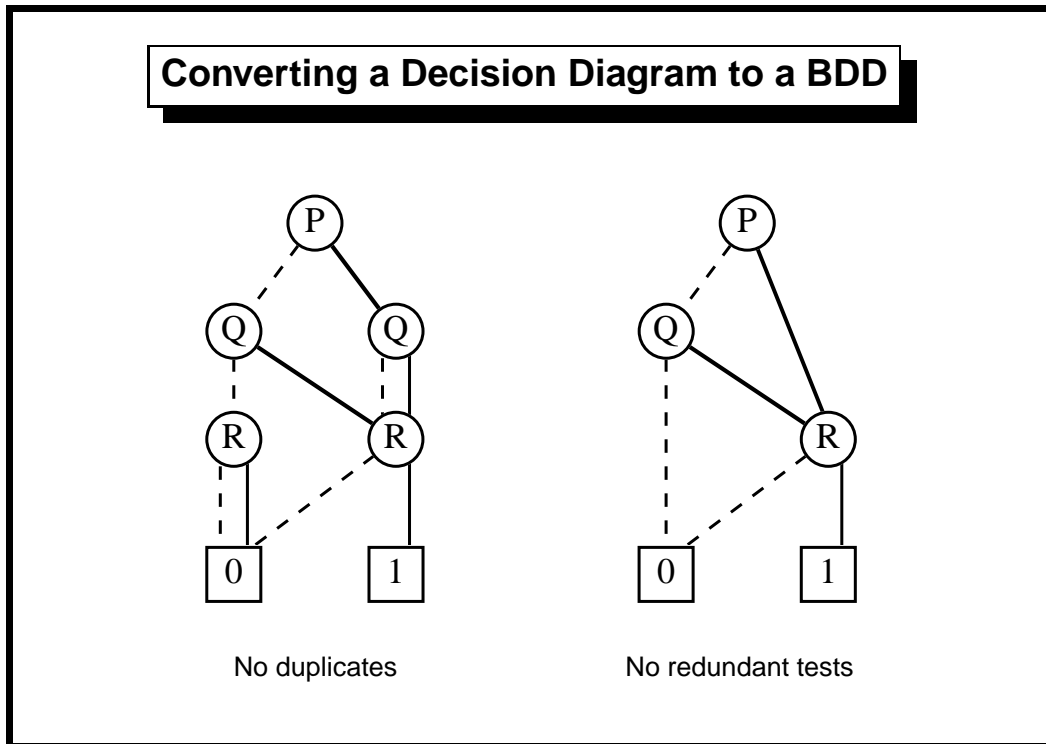 Converting a Decision Diagram to a BDD
P
Q Q
R R
0 1
No duplicates
P
Q
R
0 1
No redundant tests